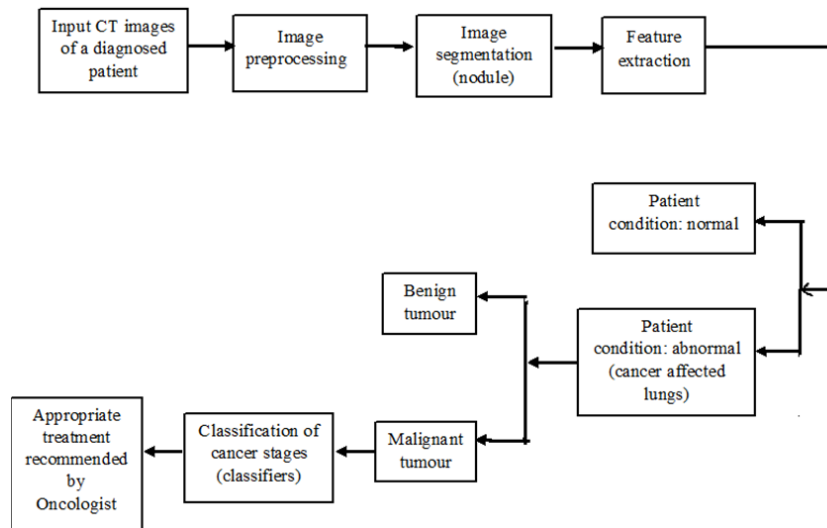 Input CT images
of a diagnosed
patient
Image
preprocessing
Image
segmentation
(nodule)
Feature
extraction
Patient
condition: normal
Patient
condition: abnormal
(cancer affected
lungs)
Benign
tumour
Malignant
tumour
Classification of
cancer stages
(classifiers)
Appropriate
treatment
recommended
by
Oncologist